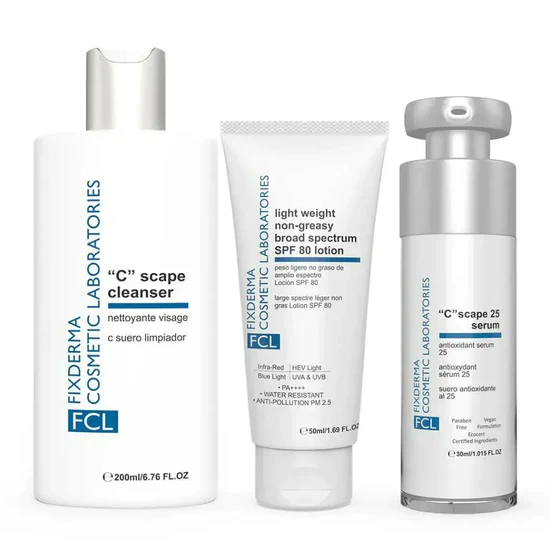 FIXDERMA
COSMETIC LABORATORIES
FCL
“C” scape
cleanser
nettoyante visage
c suero limpiador
℮200ml/6.76 FL.OZ
FIXDERMA
COSMETIC LABORATORIES
FCL
light weight
non-greasy
broad spectrum
SPF 80 lotion
peso ligero no graso de
amplio espectro
Loción SPF 80
large spectre léger non
gras Lotion SPF 80
Infra-Red HEV Light
Blue Light UVA & UVB
• PA++++
• WATER RESISTANT
• ANTI-POLLUTION PM 2.5
℮50ml/1.69 FL.OZ
FIXDERMA
COSMETIC LABORATORIES
FCL
“C”scape 25
serum
antioxidant serum
25
antioxydant
sérum 25
suero antioxidante
al 25
Paraben Vegan
Free Formulation
Ecocert
Certified Ingredients
℮30ml/1.015 FL.OZ